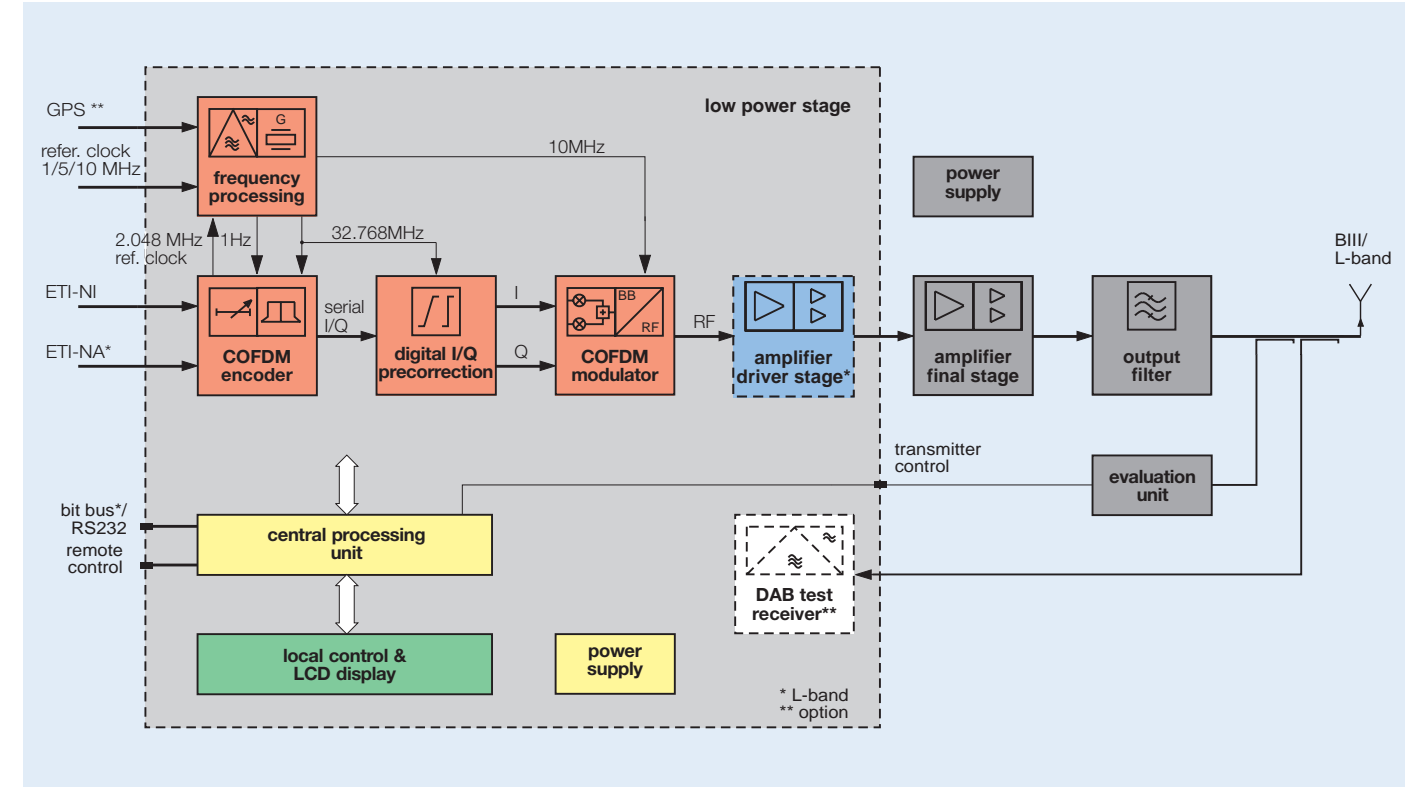 low power stage
GPS **
refer. clock
1/5/10 MHz
G
frequency
processing
10MHz
power
supply
2.048 MHz
ref. clock
1Hz
32.768MHz
BIII/
L-band
ETI-NI
ETI-NA*
COFDM
encoder
serial
I/Q
digital I/Q
precorrection
I
Q
BB
RF
COFDM
modulator
RF
amplifier
driver stage*
amplifier
final stage
output
filter
transmitter
control
evaluation
unit
bit bus*/
RS232
remote
control
central processing
unit
DAB test
receiver**
local control &
LCD display
power
supply
* L-band
** option